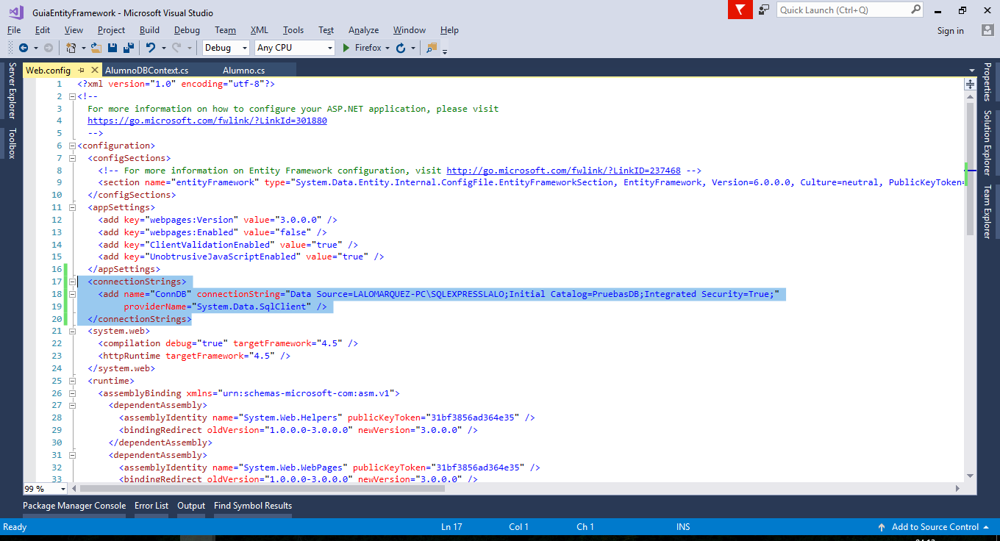 GuiaEntityFramework - Microsoft Visual Studio
Quick Launch (Ctrl+Q)
File Edit View Project Build Debug Team XML Tools Test Analyze Window Help
Sign in
Debug Any CPU Firefox
Server Explorer
Toolbox
Web.config AlumnoDBContext.cs Alumno.cs
Properties
Solution Explorer
Team Explorer
1 <?xml version="1.0" encoding="utf-8"?>
2 <!--
3 For more information on how to configure your ASP.NET application, please visit
4 https://go.microsoft.com/fwlink/?LinkId=301880
5 -->
6 <configuration>
7 <configSections>
8 <!-- For more information on Entity Framework configuration, visit http://go.microsoft.com/fwlink/?LinkID=237468 -->
9 <section name="entityFramework" type="System.Data.Entity.Internal.ConfigFile.EntityFrameworkSection, EntityFramework, Version=6.0.0.0, Culture=neutral, PublicKeyToken=
10 </configSections>
11 <appSettings>
12 <add key="webpages:Version" value="3.0.0.0" />
13 <add key="webpages:Enabled" value="false" />
14 <add key="ClientValidationEnabled" value="true" />
15 <add key="UnobtrusiveJavaScriptEnabled" value="true" />
16 </appSettings>
17 <connectionStrings>
18 <add name="ConnDB" connectionString="Data Source=LALOMARQUEZ-PC\SQLEXPRESSLALO;Initial Catalog=PruebasDB;Integrated Security=True;"
19 providerName="System.Data.SqlClient" />
20 </connectionStrings>
21 <system.web>
22 <compilation debug="true" targetFramework="4.5" />
23 <httpRuntime targetFramework="4.5" />
24 </system.web>
25 <runtime>
26 <assemblyBinding xmlns="urn:schemas-microsoft-com:asm.v1">
27 <dependentAssembly>
28 <assemblyIdentity name="System.Web.Helpers" publicKeyToken="31bf3856ad364e35" />
29 <bindingRedirect oldVersion="1.0.0.0-3.0.0.0" newVersion="3.0.0.0" />
30 </dependentAssembly>
31 <dependentAssembly>
32 <assemblyIdentity name="System.Web.WebPages" publicKeyToken="31bf3856ad364e35" />
33 <bindingRedirect oldVersion="1.0.0.0-3.0.0.0" newVersion="3.0.0.0" />
99 %
Package Manager Console Error List Output Find Symbol Results
Ready Ln 17 Col 1 Ch 1 INS Add to Source Control